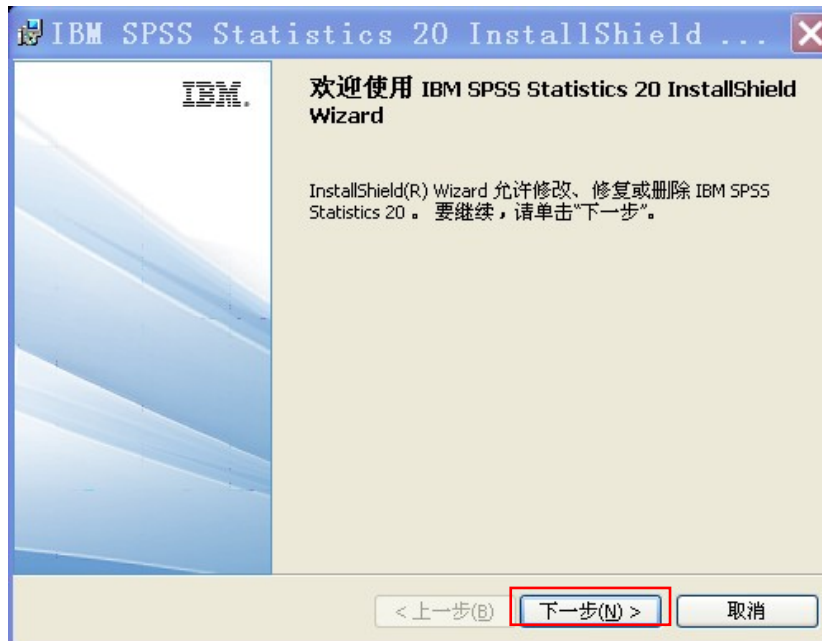 IBM SPSS Statistics 20 InstallShield ...
IBM.
欢迎使用 IBM SPSS Statistics 20 InstallShield
Wizard
InstallShield(R) Wizard 允许修改、修复或删除 IBM SPSS
Statistics 20 。 要继续，请单击“下一步”。
< 上一步(B)
下一步(N) >
取消